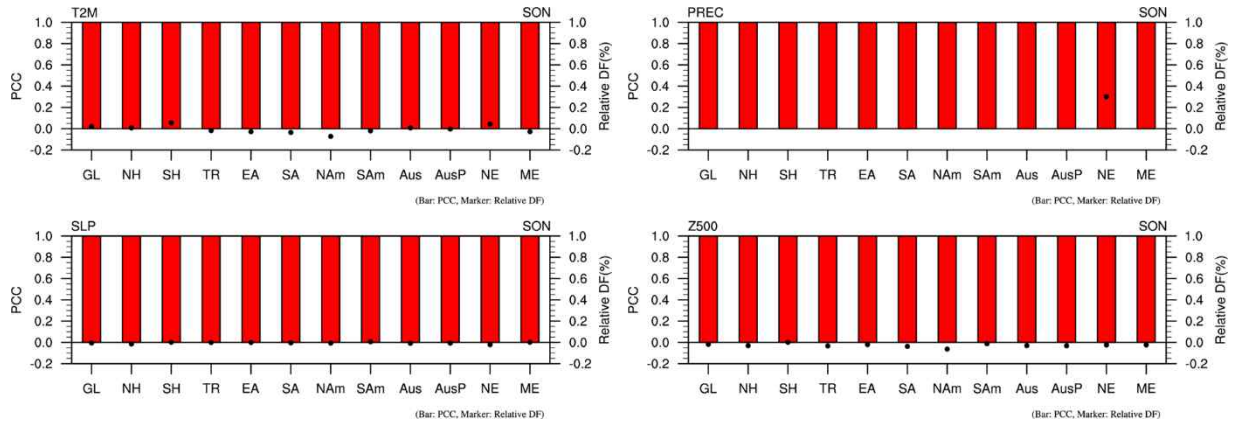 T2M SON
1.0 1.0
0.8 0.8
0.6 0.6
0.4 0.4
0.2 0.2
0.0 0.0
-0.2 -0.2
PCC
Relative DF(%)
GL NH SH TR EA SA NAm SAm Aus AusP NE ME
(Bar: PCC, Marker: Relative DF)
PREC SON
1.0 1.0
0.8 0.8
0.6 0.6
0.4 0.4
0.2 0.2
0.0 0.0
-0.2 -0.2
PCC
Relative DF(%)
GL NH SH TR EA SA NAm SAm Aus AusP NE ME
(Bar: PCC, Marker: Relative DF)
SLP SON
1.0 1.0
0.8 0.8
0.6 0.6
0.4 0.4
0.2 0.2
0.0 0.0
-0.2 -0.2
PCC
Relative DF(%)
GL NH SH TR EA SA NAm SAm Aus AusP NE ME
(Bar: PCC, Marker: Relative DF)
Z500 SON
1.0 1.0
0.8 0.8
0.6 0.6
0.4 0.4
0.2 0.2
0.0 0.0
-0.2 -0.2
PCC
Relative DF(%)
GL NH SH TR EA SA NAm SAm Aus AusP NE ME
(Bar: PCC, Marker: Relative DF)